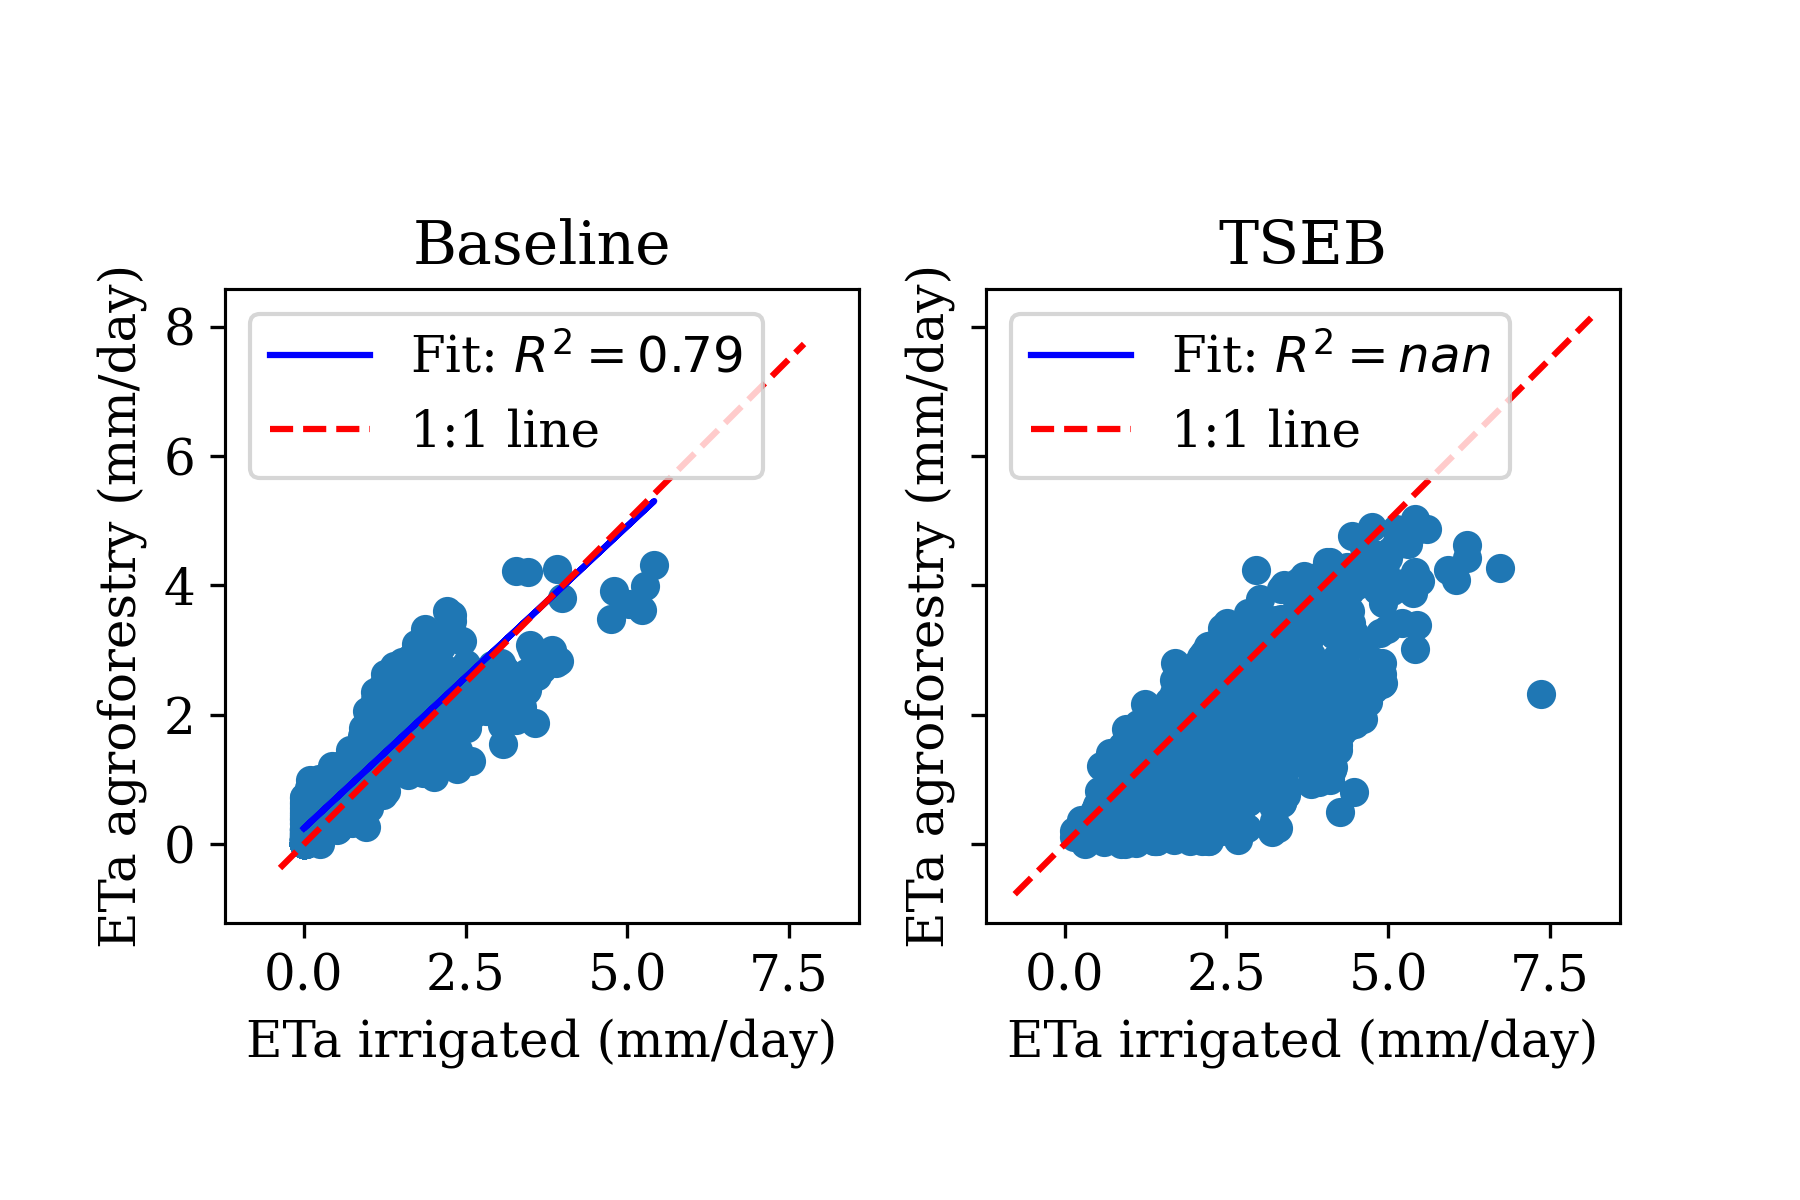 Baseline
ETa agroforestry (mm/day)
8
6
4
2
0
Fit: R² = 0.79
1:1 line
0.0 2.5 5.0 7.5
ETa irrigated (mm/day)
TSEB
ETa agroforestry (mm/day)
Fit: R² = nan
1:1 line
0.0 2.5 5.0 7.5
ETa irrigated (mm/day)